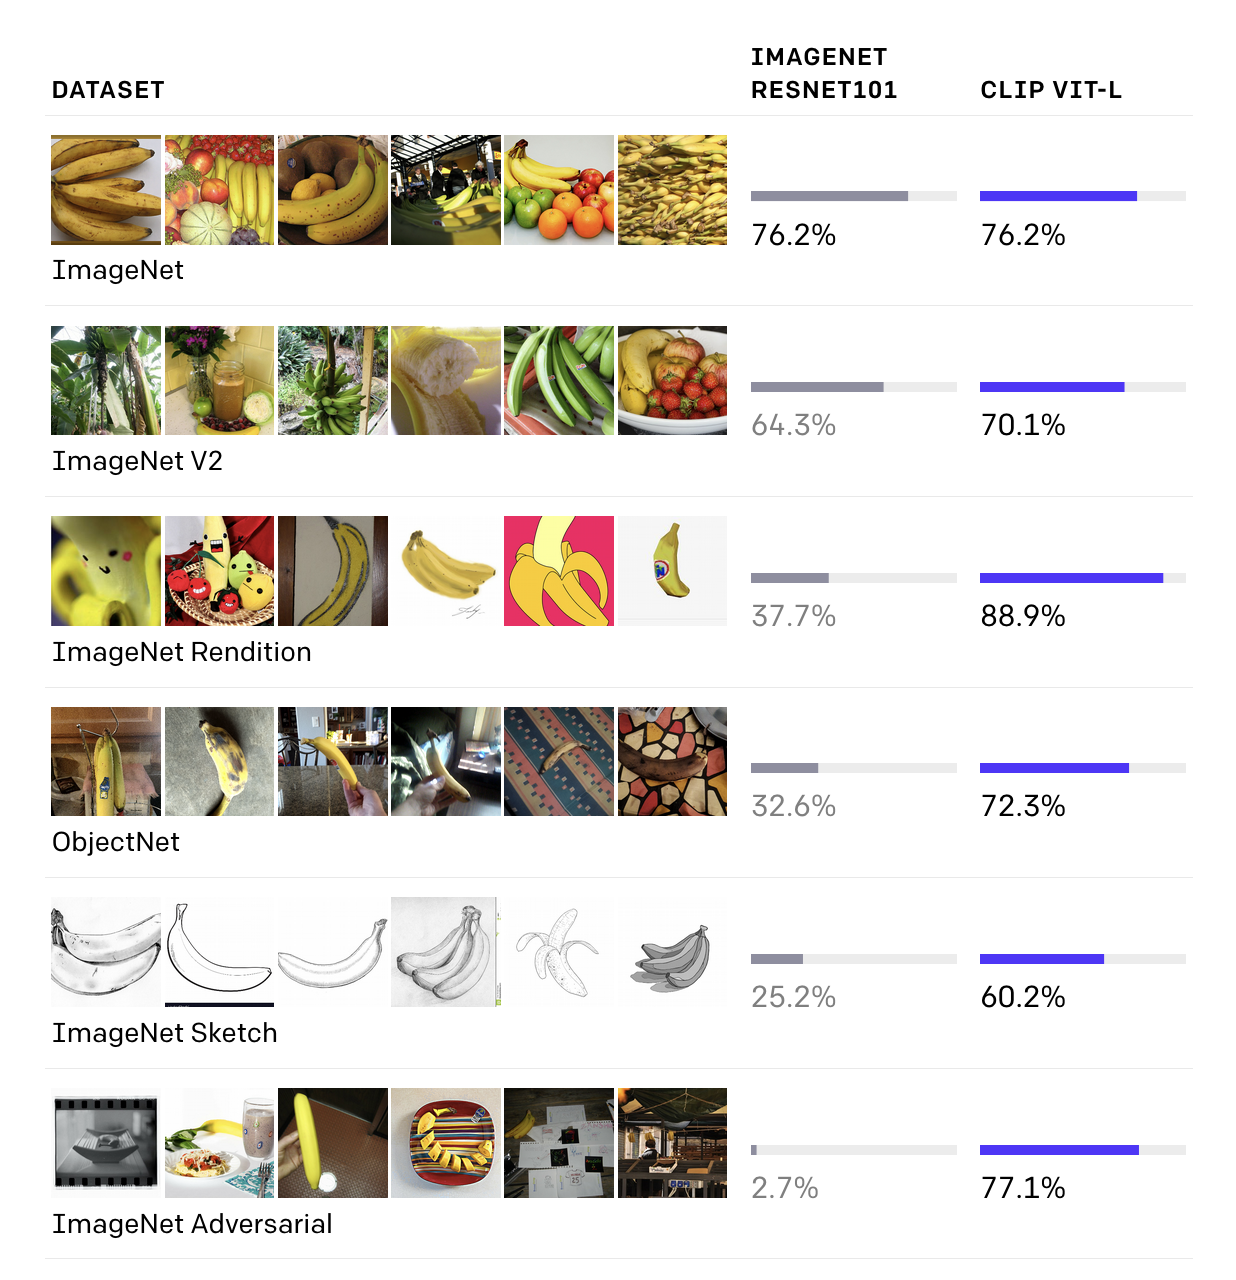 DATASET
IMAGENET
RESNET101
CLIP VIT-L
ImageNet
76.2%
76.2%
ImageNet V2
64.3%
70.1%
ImageNet Rendition
37.7%
88.9%
ObjectNet
32.6%
72.3%
ImageNet Sketch
25.2%
60.2%
ImageNet Adversarial
2.7%
77.1%